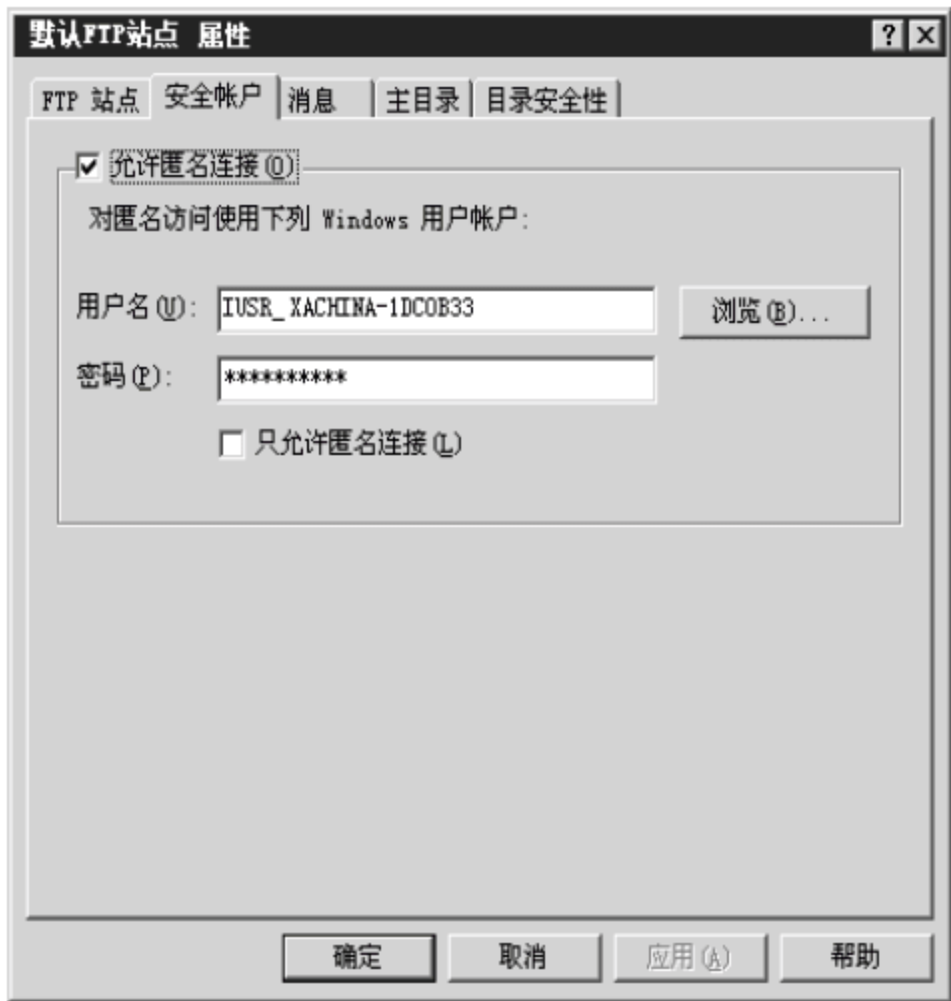 默认FTP站点 属性
FTP 站点 安全帐户 消息 主目录 目录安全性
允许匿名连接(O)
对匿名访问使用下列 Windows 用户帐户:
用户名(U): IUSR_XACHINA-1DCOB33 浏览(B)...
密码(P): **********
只允许匿名连接(L)
确定 取消 应用(A) 帮助